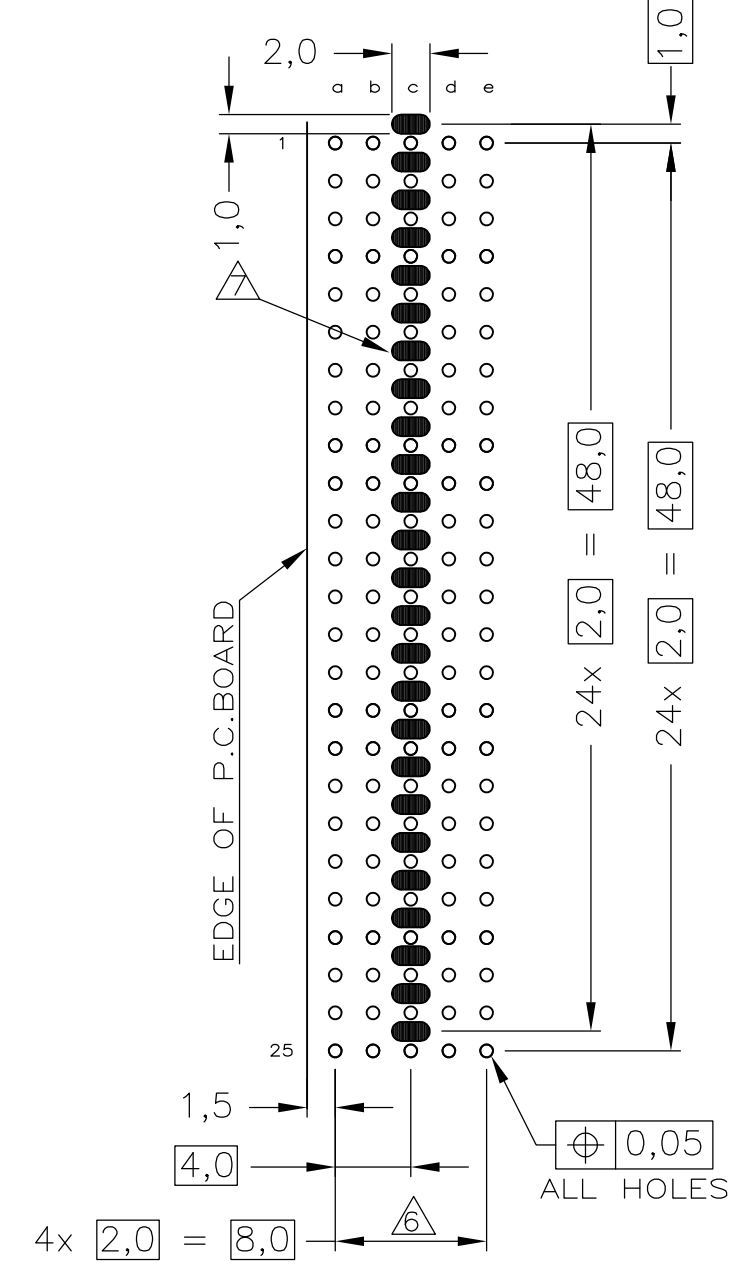 2,0
1,0
a b c d e
1
1,0
7
24x 2,0 = 48,0
24x 2,0 = 48,0
EDGE OF P.C.BOARD
25
1,5
4,0
⌖ 0,05
ALL HOLES
6
4x 2,0 = 8,0